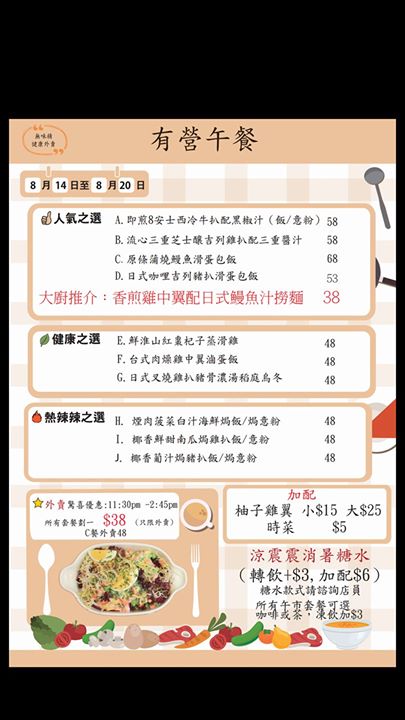 無味精
健康外賣
有營午餐
8 月 14 日至 8 月 20 日
人氣之選
A. 即煎8安士西冷牛扒配黑椒汁（飯/意粉） 58
B. 流心三重芝士釀吉列雞扒配三重醬汁 58
C. 原條蒲燒鰻魚滑蛋包飯 68
D. 日式咖哩吉列豬扒滑蛋包飯 53
大廚推介：香煎雞中翼配日式鰻魚汁撈麵 38
健康之選
E. 鮮淮山紅棗杞子蒸滑雞 48
F. 台式肉燥雞中翼滷蛋飯 48
G. 日式叉燒雞扒豬骨濃湯稻庭烏冬 48
熱辣辣之選
H. 煙肉菠菜白汁海鮮焗飯/焗意粉 48
I. 椰香鮮甜南瓜焗雞扒飯/意粉 48
J. 椰香葡汁焗豬扒飯/焗意粉 48
外賣驚喜優惠:11:30pm -2:45pm
所有套餐劃一 $38 （只限外賣）
C餐外賣48
加配
柚子雞翼 小$15 大$25
時菜 $5
涼震震消暑糖水
（轉飲+$3, 加配$6）
糖水款式請諮詢店員
所有午市套餐可選
咖啡或茶，凍飲加$3